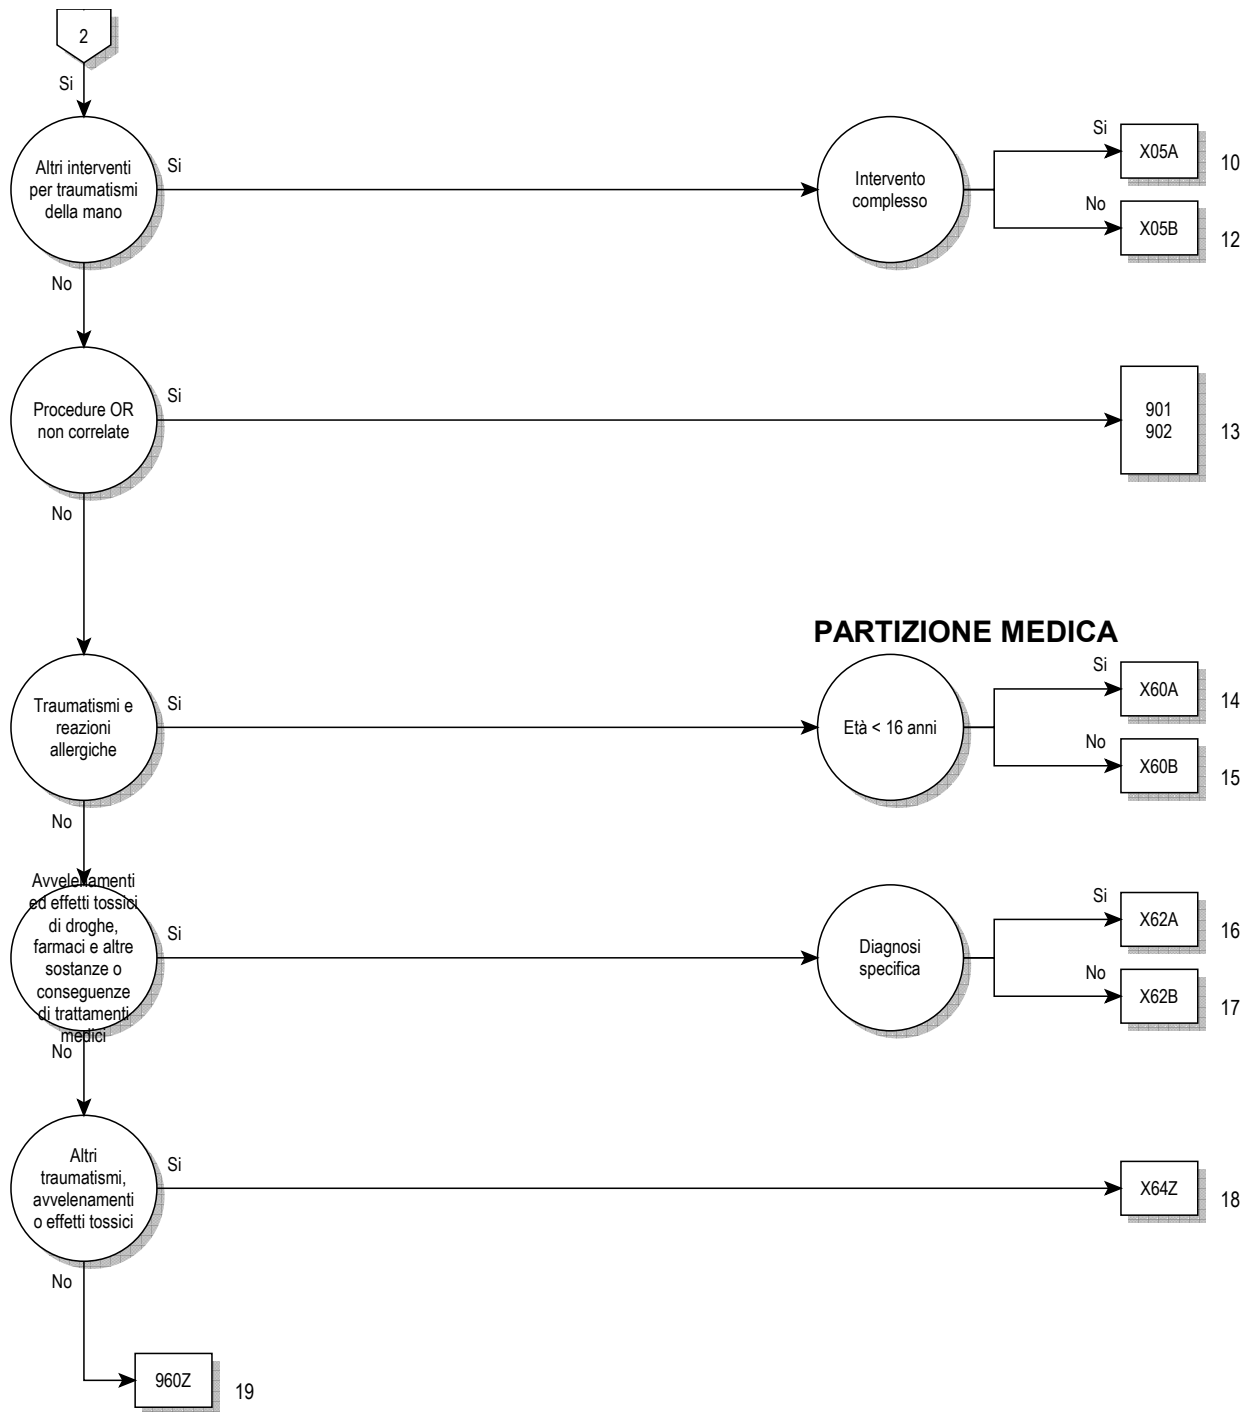 2
Si
Altri interventi
per traumatismi
della mano
Si
Intervento
complesso
Si
X05A
10
No
X05B
12
No
Procedure OR
non correlate
Si
901
902
13
No
PARTIZIONE MEDICA
Traumatismi e
reazioni
allergiche
Si
Età < 16 anni
Si
X60A
14
No
X60B
15
No
Avvelenamenti
ed effetti tossici
di droghe,
farmaci e altre
sostanze o
conseguenze
di trattamenti
medici
Si
Diagnosi
specifica
Si
X62A
16
No
X62B
17
No
Altri
traumatismi,
avvelenamenti
o effetti tossici
Si
X64Z
18
No
960Z
19